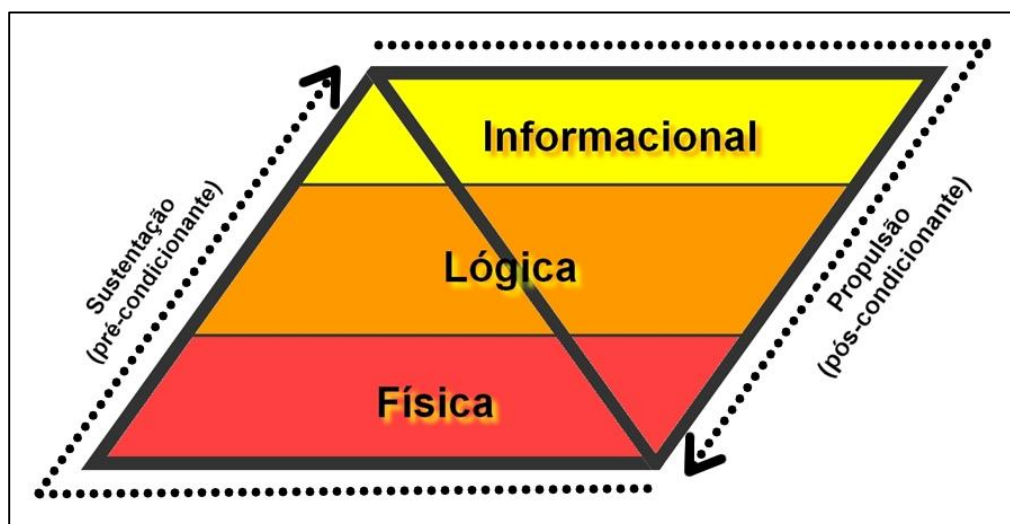 Informacional
Lógica
Física
Sustentação
(pré-condicionante)
Propulsão
(pós-condicionante)